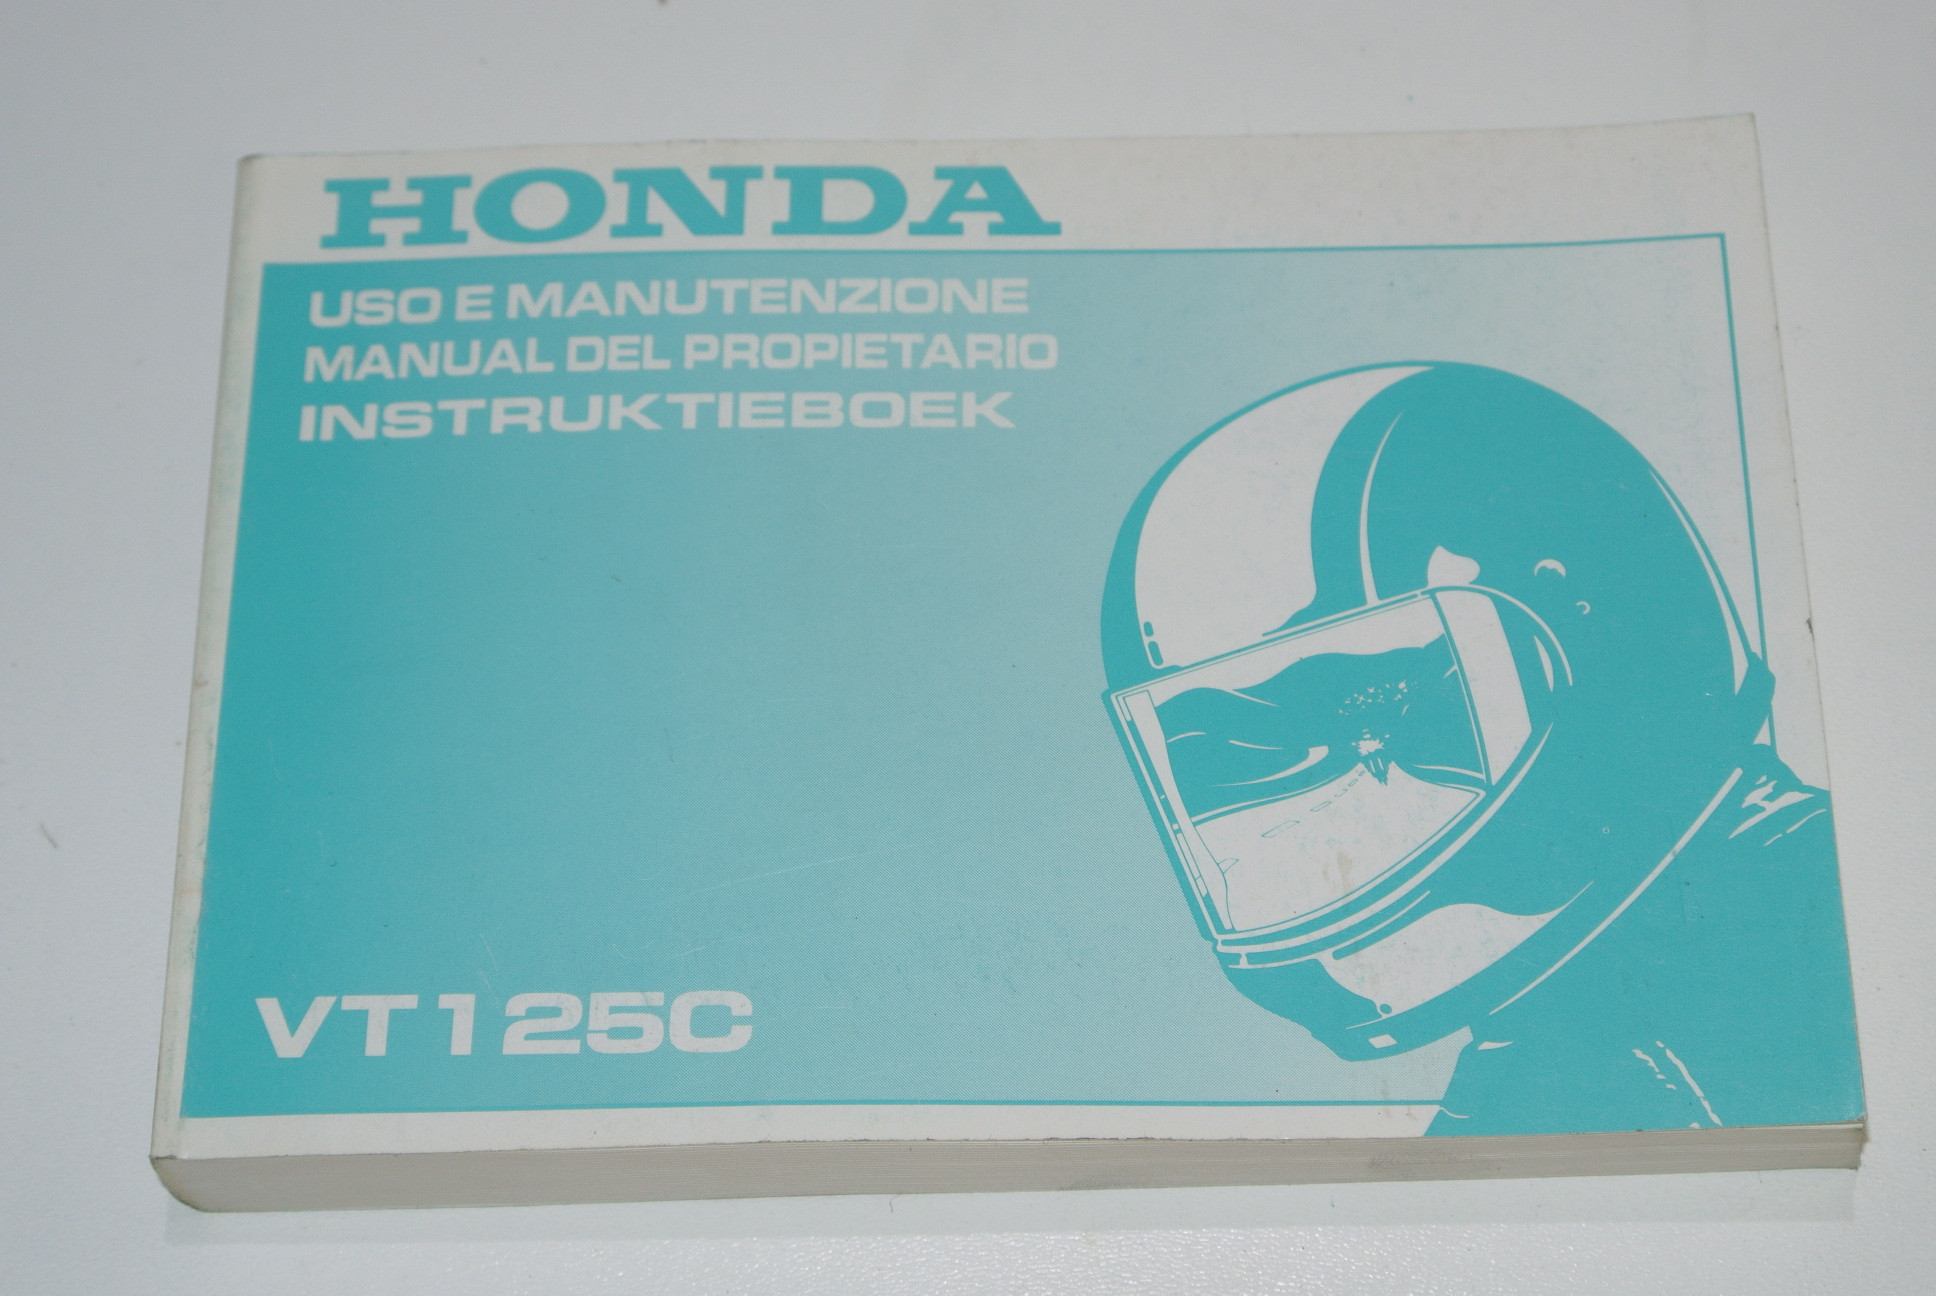 HONDA
USO E MANUTENZIONE
MANUAL DEL PROPIETARIO
INSTRUKTIEBOEK
VT125C